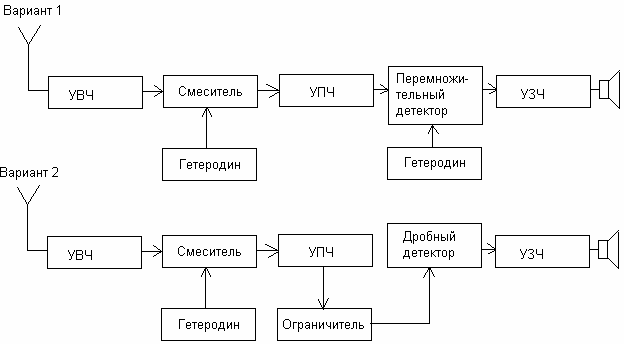 Вариант 1
УВЧ
Смеситель
УПЧ
Перемножи-
тельный
детектор
УЗЧ
Гетеродин
Гетеродин
Вариант 2
УВЧ
Смеситель
УПЧ
Дробный
детектор
УЗЧ
Гетеродин
Ограничитель